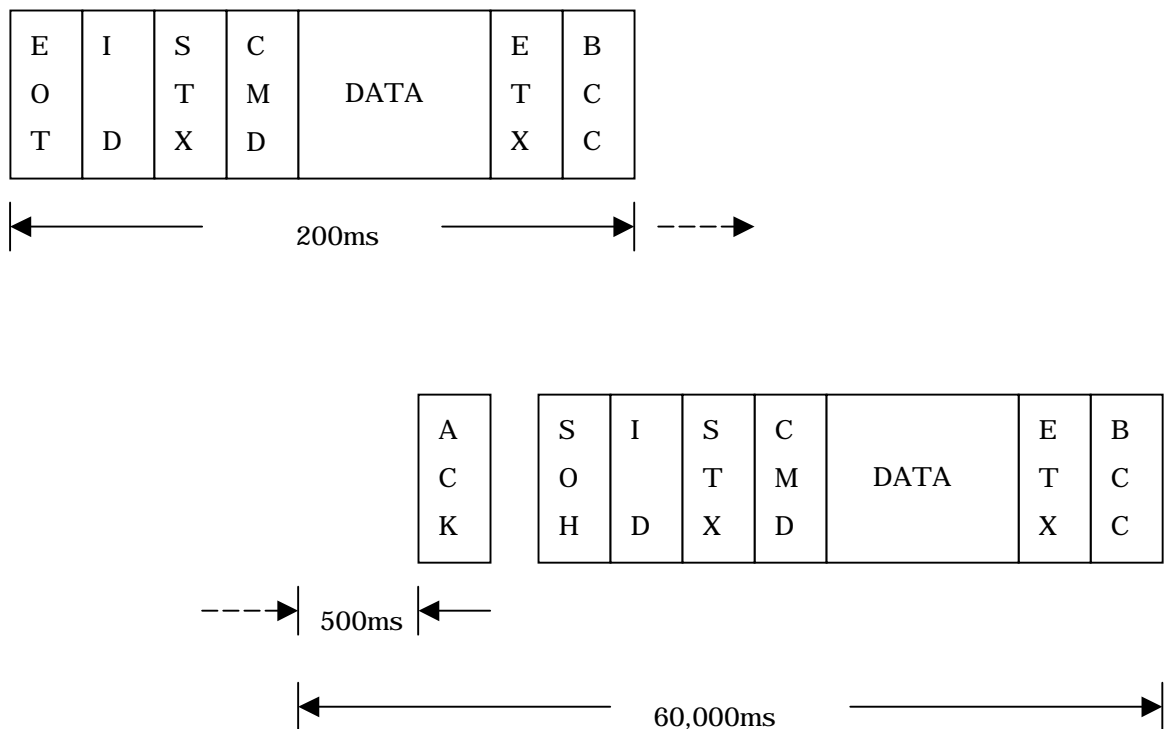 E I S C E B
O T M DATA T C
T D X D X C
200ms
A S I S C E B
C O T M DATA T C
K H D X D X C
500ms
60,000ms